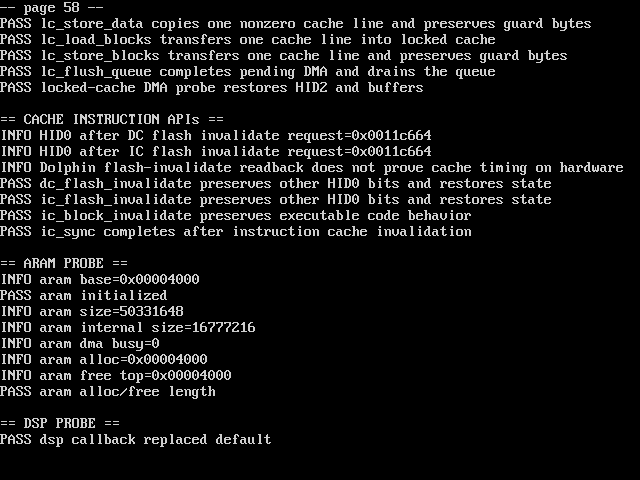 -- page 58 --
PASS lc_store_data copies one nonzero cache line and preserves guard bytes
PASS lc_load_blocks transfers one cache line into locked cache
PASS lc_store_blocks transfers one cache line and preserves guard bytes
PASS lc_flush_queue completes pending DMA and drains the queue
PASS locked-cache DMA probe restores HID2 and buffers

== CACHE INSTRUCTION APIs ==
INFO HID0 after DC flash invalidate request=0x0011c664
INFO HID0 after IC flash invalidate request=0x0011c664
INFO Dolphin flash-invalidate readback does not prove cache timing on hardware
PASS dc_flash_invalidate preserves other HID0 bits and restores state
PASS ic_flash_invalidate preserves other HID0 bits and restores state
PASS ic_block_invalidate preserves executable code behavior
PASS ic_sync completes after instruction cache invalidation

== ARAM PROBE ==
INFO aram base=0x00004000
PASS aram initialized
INFO aram size=50331648
INFO aram internal size=16777216
INFO aram dma busy=0
INFO aram alloc=0x00004000
INFO aram free top=0x00004000
PASS aram alloc/free length

== DSP PROBE ==
PASS dsp callback replaced default